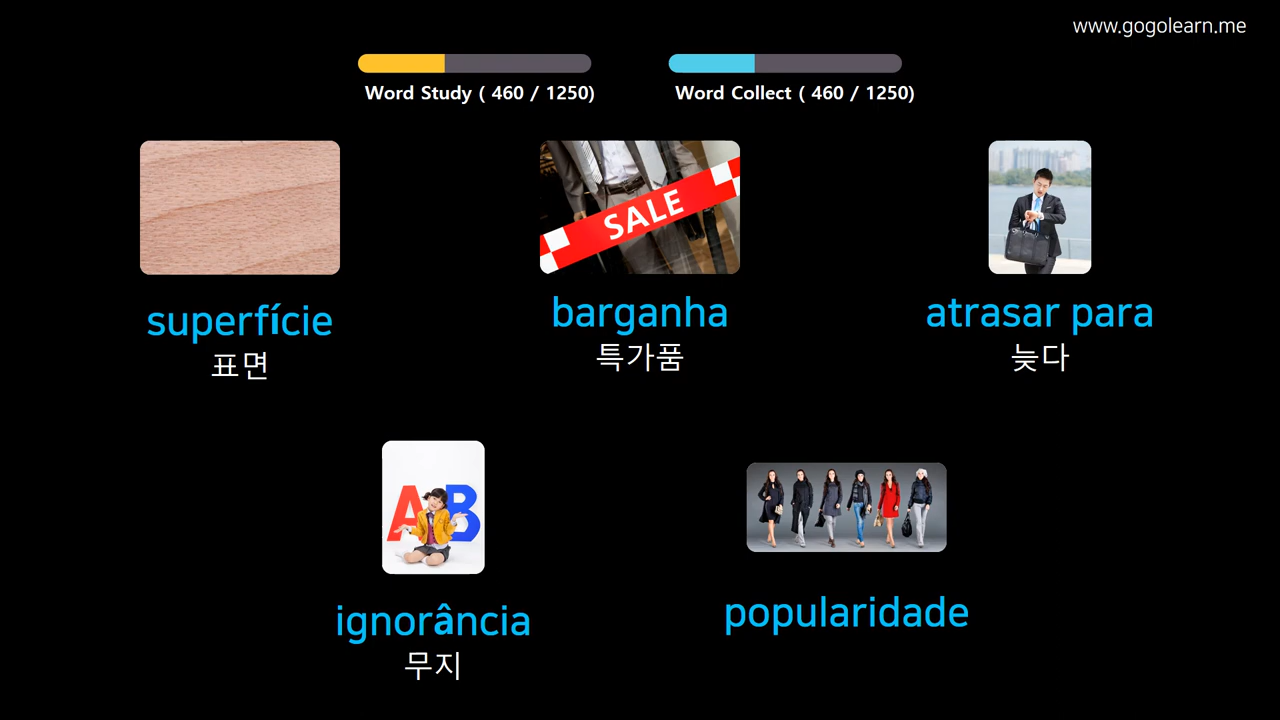 www.gogolearn.me
Word Study ( 460 / 1250)
Word Collect ( 460 / 1250)
SALE
superfície
표면
barganha
특가품
atrasar para
늦다
A B
ignorância
무지
popularidade